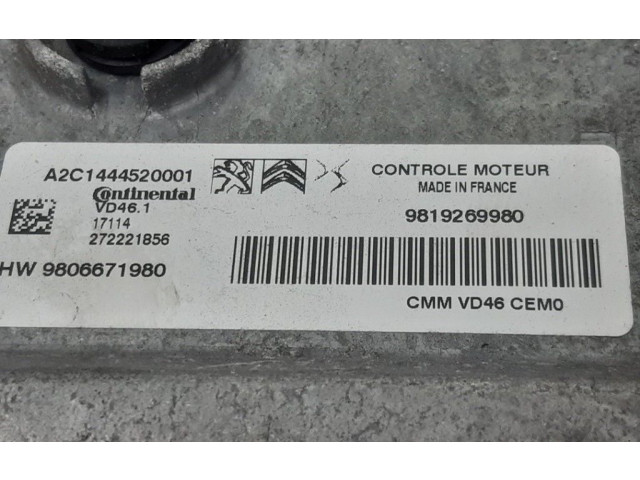 A2C1444520001
Continental
VD46.1
17114
272221856
HW 9806671980
CONTROLE MOTEUR
MADE IN FRANCE
9819269980
CMM VD46 CEM0